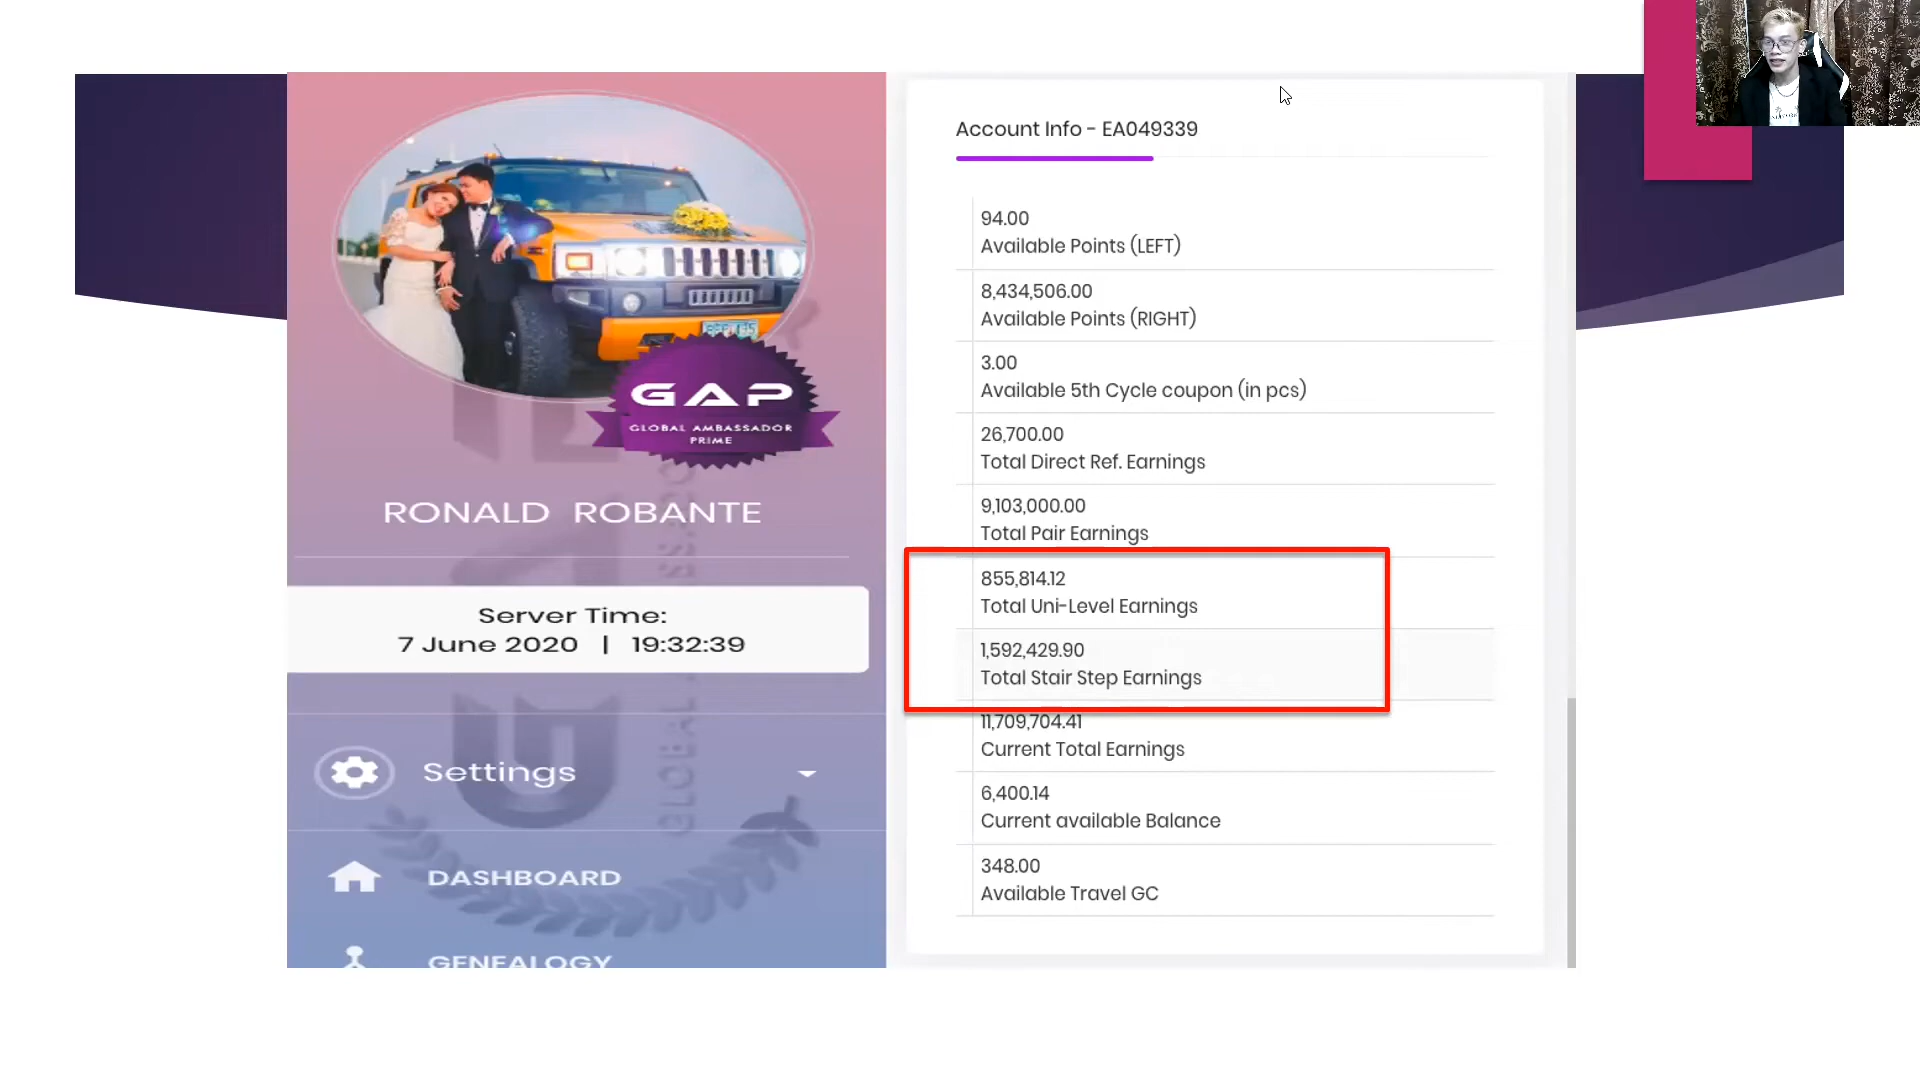 GAP
GLOBAL AMBASSADOR
PRIME
RONALD ROBANTE
Server Time:
7 June 2020 | 19:32:39
Settings
DASHBOARD
GENEALOGY
Account Info - EA049339
94.00
Available Points (LEFT)
8,434,506.00
Available Points (RIGHT)
3.00
Available 5th Cycle coupon (in pcs)
26,700.00
Total Direct Ref. Earnings
9,103,000.00
Total Pair Earnings
855,814.12
Total Uni-Level Earnings
1,592,429.90
Total Stair Step Earnings
11,709,704.41
Current Total Earnings
6,400.14
Current available Balance
348.00
Available Travel GC